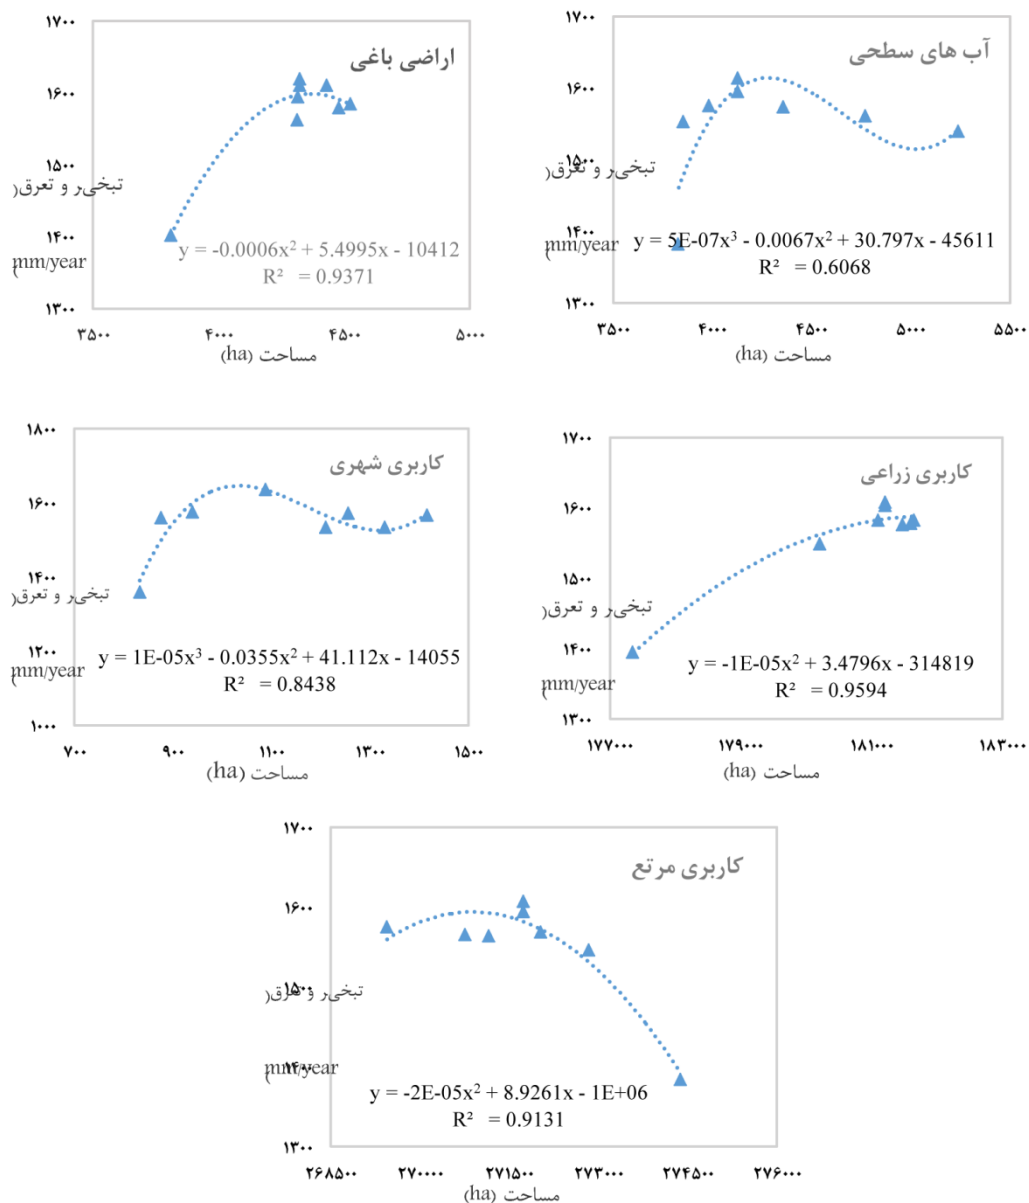 اراضی باغی
۱۷۰۰
۱۶۰۰
۱۵۰۰
۱۴۰۰
۱۳۰۰
تبخیر و تعرق(
mm/year
)
y = -0.0006x² + 5.4995x - 10412
R² = 0.9371
۳۵۰۰ ۴۰۰۰ ۴۵۰۰ ۵۰۰۰
مساحت (ha)
آب های سطحی
۱۷۰۰
۱۶۰۰
۱۵۰۰
۱۴۰۰
۱۳۰۰
تبخیر و تعرق(
mm/year
)
y = 5E-07x³ - 0.0067x² + 30.797x - 45611
R² = 0.6068
۳۵۰۰ ۴۰۰۰ ۴۵۰۰ ۵۰۰۰ ۵۵۰۰
مساحت (ha)
کاربری شهری
۱۸۰۰
۱۶۰۰
۱۴۰۰
۱۲۰۰
۱۰۰۰
تبخیر و تعرق(
mm/year
)
y = 1E-05x³ - 0.0355x² + 41.112x - 14055
R² = 0.8438
۷۰۰ ۹۰۰ ۱۱۰۰ ۱۳۰۰ ۱۵۰۰
مساحت (ha)
کاربری زراعی
۱۷۰۰
۱۶۰۰
۱۵۰۰
۱۴۰۰
۱۳۰۰
تبخیر و تعرق(
mm/year
)
y = -1E-05x² + 3.4796x - 314819
R² = 0.9594
۱۷۷۰۰۰ ۱۷۹۰۰۰ ۱۸۱۰۰۰ ۱۸۳۰۰۰
مساحت (ha)
کاربری مرتع
۱۷۰۰
۱۶۰۰
۱۵۰۰
۱۴۰۰
۱۳۰۰
تبخیر و تعرق(
mm/year
)
y = -2E-05x² + 8.9261x - 1E+06
R² = 0.9131
۲۶۸۵۰۰ ۲۷۰۰۰۰ ۲۷۱۵۰۰ ۲۷۳۰۰۰ ۲۷۴۵۰۰ ۲۷۶۰۰۰
مساحت (ha)